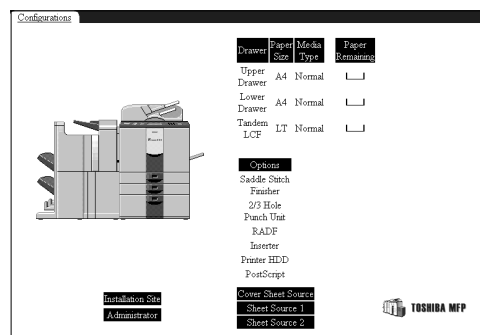 Configurations
Drawer Paper Size Media Type Paper Remaining
Upper Drawer A4 Normal
Lower Drawer A4 Normal
Tandem LCF LT Normal
Options
Saddle Stitch
Finisher
2/3 Hole
Punch Unit
RADF
Inserter
Printer HDD
PostScript
Installation Site
Administrator
Cover Sheet Source
Sheet Source 1
Sheet Source 2
TOSHIBA MFP